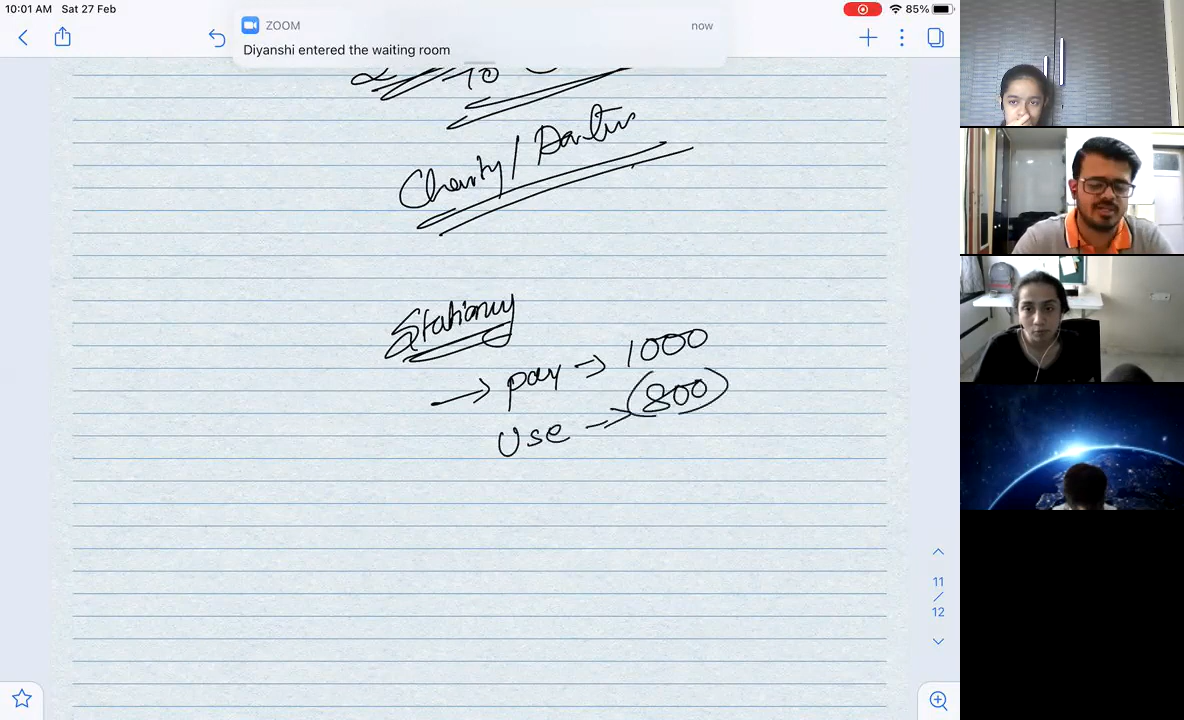 10:01 AM Sat 27 Feb
85%
ZOOM
now
Diyanshi entered the waiting room
10
Charity/
Stationery
→ pay → 1000
Use → (800)
11
/
12